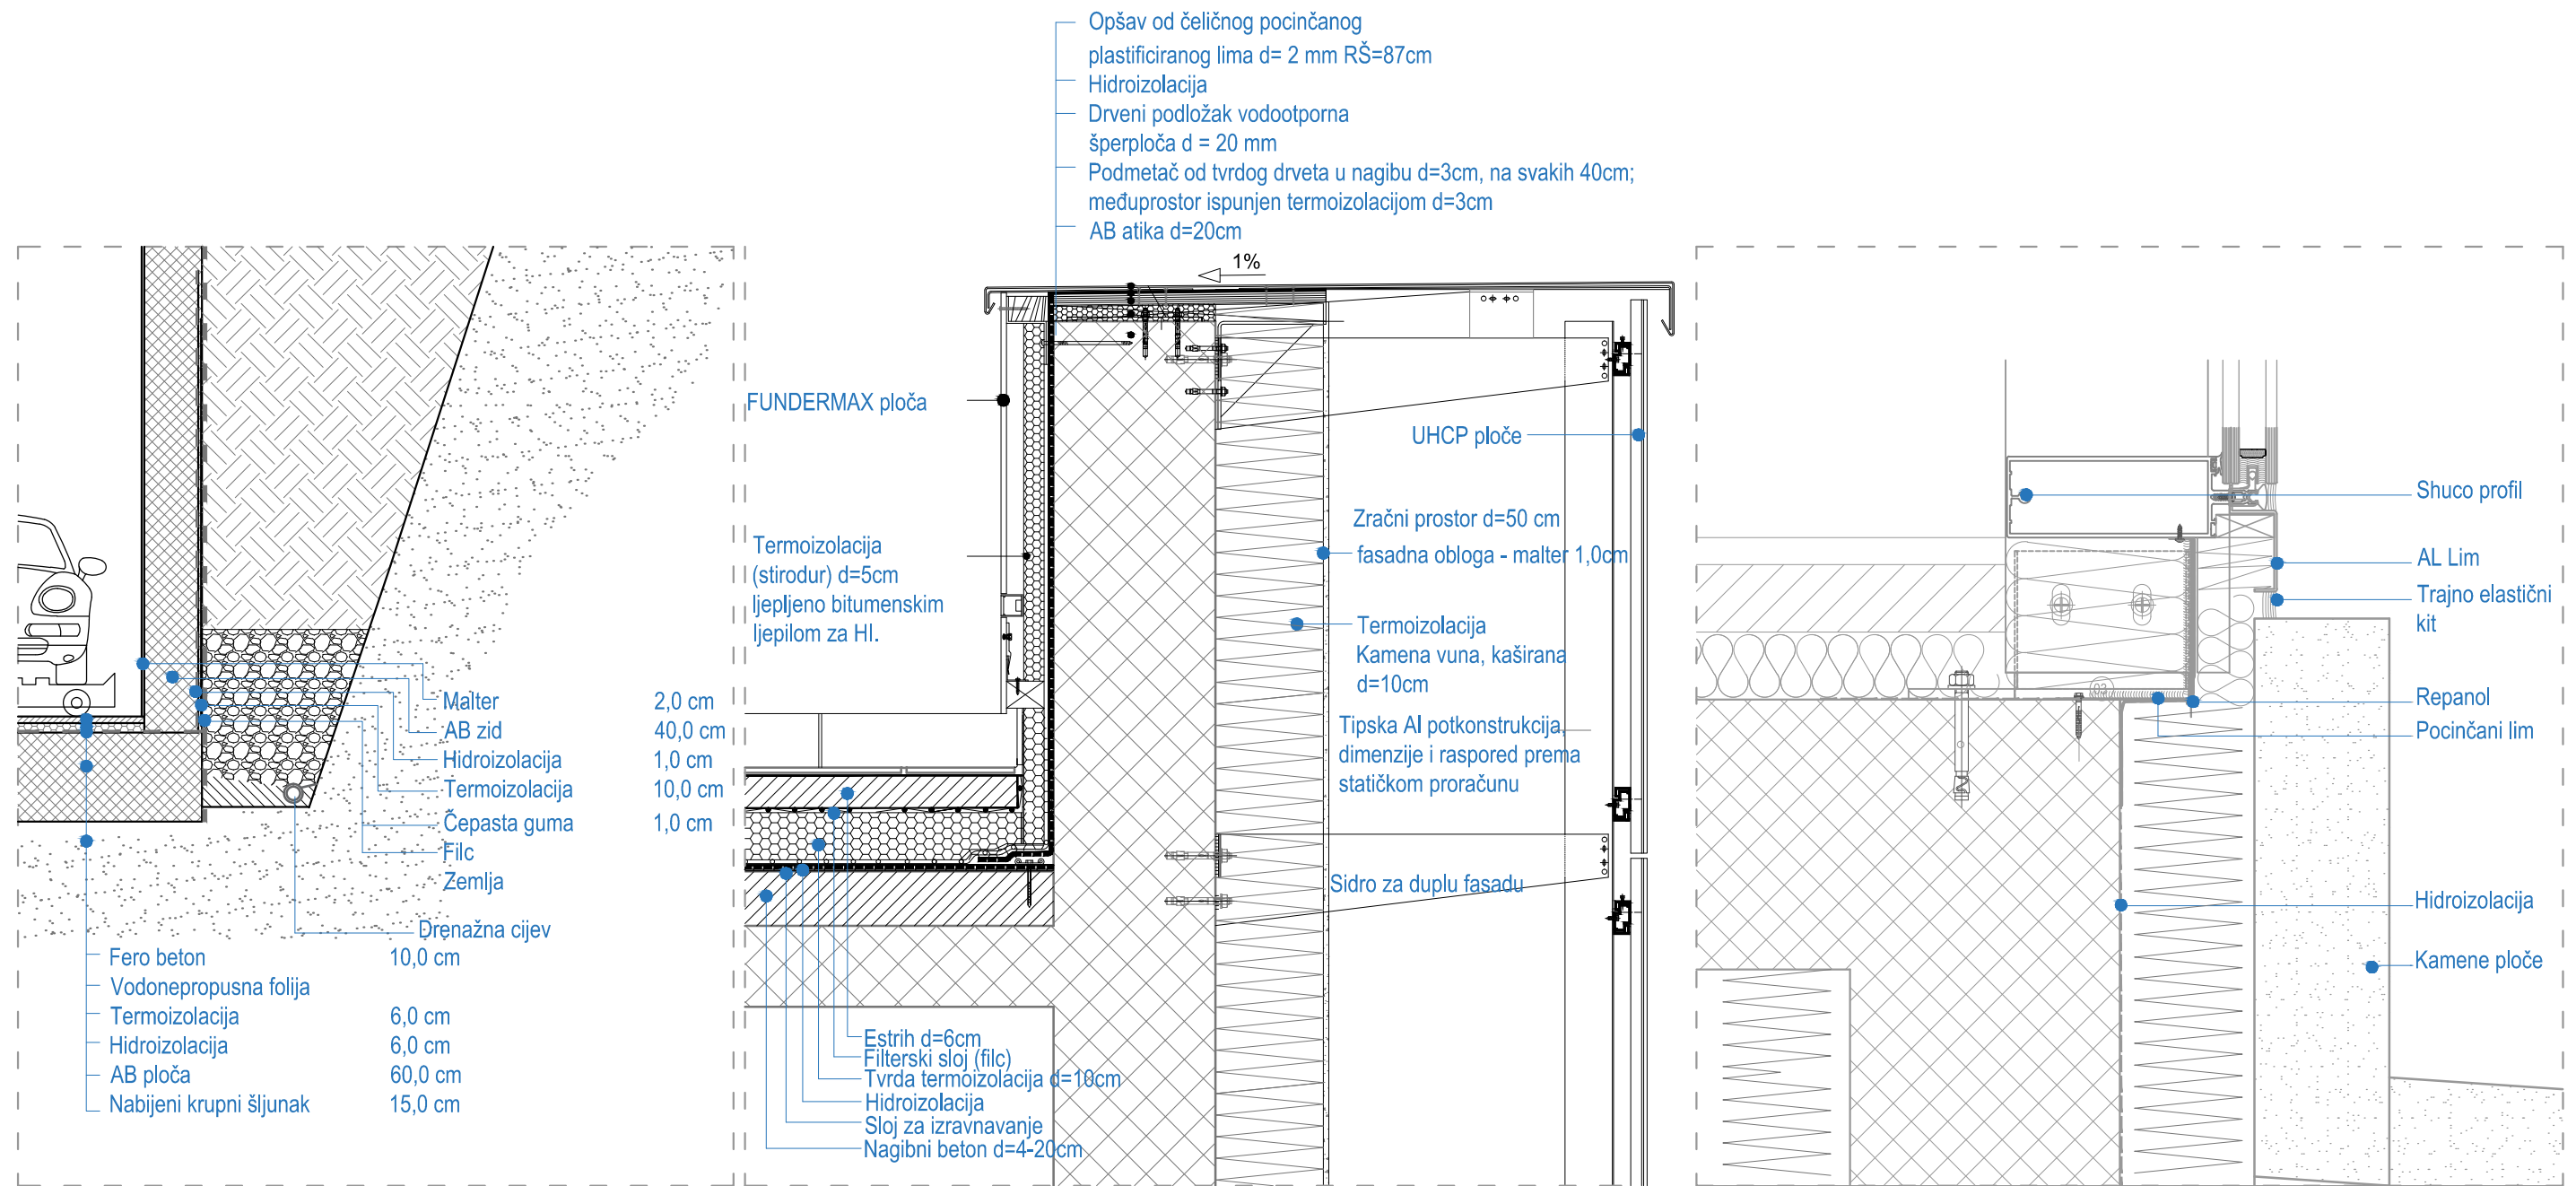 Opšav od čeličnog pocinčanog
plastificiranog lima d= 2 mm RŠ=87cm
Hidroizolacija
Drveni podložak vodootporna
šperploča d = 20 mm
Podmetač od tvrdog drveta u nagibu d=3cm, na svakih 40cm;
međuprostor ispunjen termoizolacijom d=3cm
AB atika d=20cm
1%
Malter 2,0 cm
AB zid 40,0 cm
Hidroizolacija 1,0 cm
Termoizolacija 10,0 cm
Čepasta guma 1,0 cm
Filc
Zemlja
Drenažna cijev
Fero beton 10,0 cm
Vodonepropusna folija
Termoizolacija 6,0 cm
Hidroizolacija 6,0 cm
AB ploča 60,0 cm
Nabijeni krupni šljunak 15,0 cm
FUNDERMAX ploča
Termoizolacija
(stirodur) d=5cm
ljepljeno bitumenskim
ljepilom za HI.
UHCP ploče
Zračni prostor d=50 cm
fasadna obloga - malter 1,0cm
Termoizolacija
Kamena vuna, kaširana
d=10cm
Tipska Al potkonstrukcija,
dimenzije i raspored prema
statičkom proračunu
Sidro za duplu fasadu
Estrih d=6cm
Filterski sloj (filc)
Tvrda termoizolacija d=10cm
Hidroizolacija
Sloj za izravnavanje
Nagibni beton d=4-20cm
Shuco profil
AL Lim
Trajno elastični
kit
Repanol
Pocinčani lim
Hidroizolacija
Kamene ploče